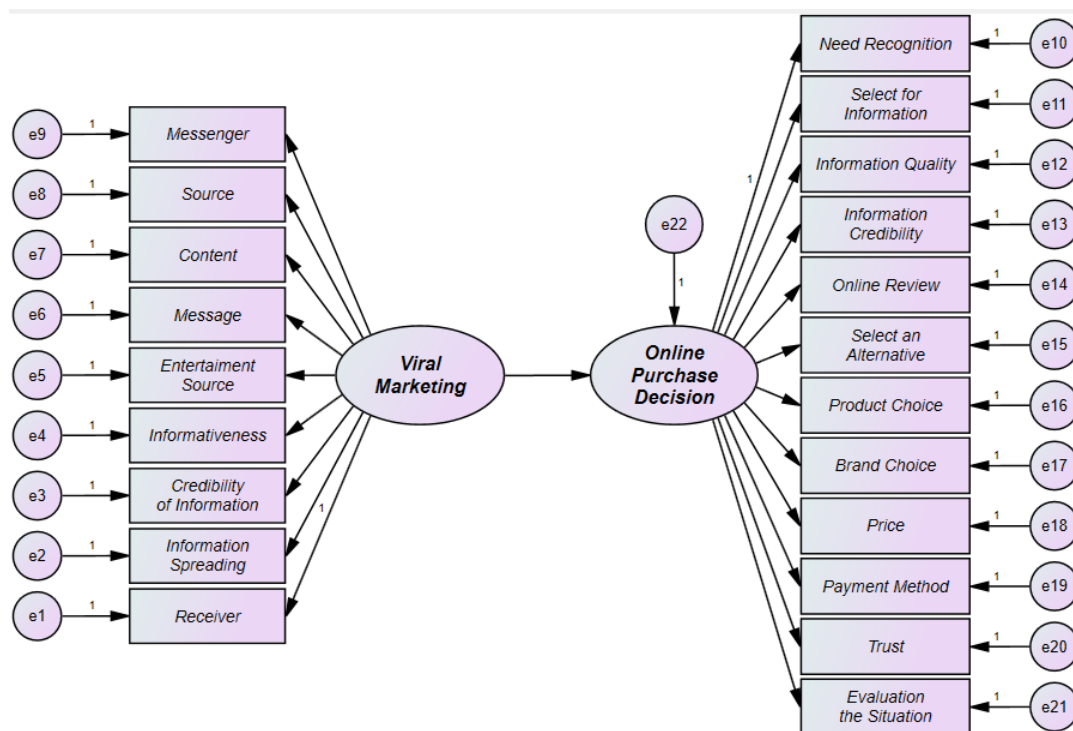 e9
1
Messenger
e8
1
Source
e7
1
Content
e6
1
Message
e5
1
Entertaiment
Source
e4
1
Informativeness
e3
1
Credibility
of Information
e2
1
Information
Spreading
e1
1
Receiver
1
Viral
Marketing
e22
1
Online
Purchase
Decision
1
Need Recognition
1
e10
Select for
Information
1
e11
Information Quality
1
e12
Information
Credibility
1
e13
Online Review
1
e14
Select an
Alternative
1
e15
Product Choice
1
e16
Brand Choice
1
e17
Price
1
e18
Payment Method
1
e19
Trust
1
e20
Evaluation
the Situation
1
e21